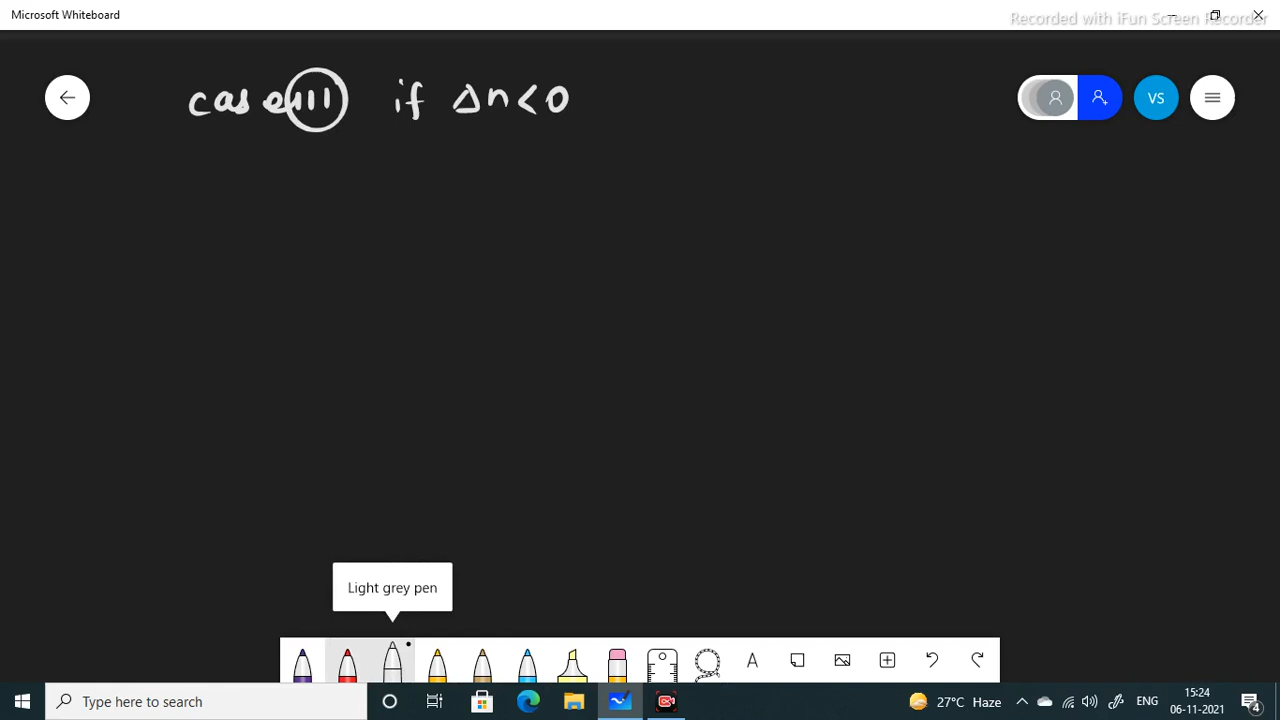 Microsoft Whiteboard
Recorded with iFun Screen Recorder
case III if Δn<0
VS
Light grey pen
A
Type here to search
27°C Haze
ENG
15:24
06-11-2021
4